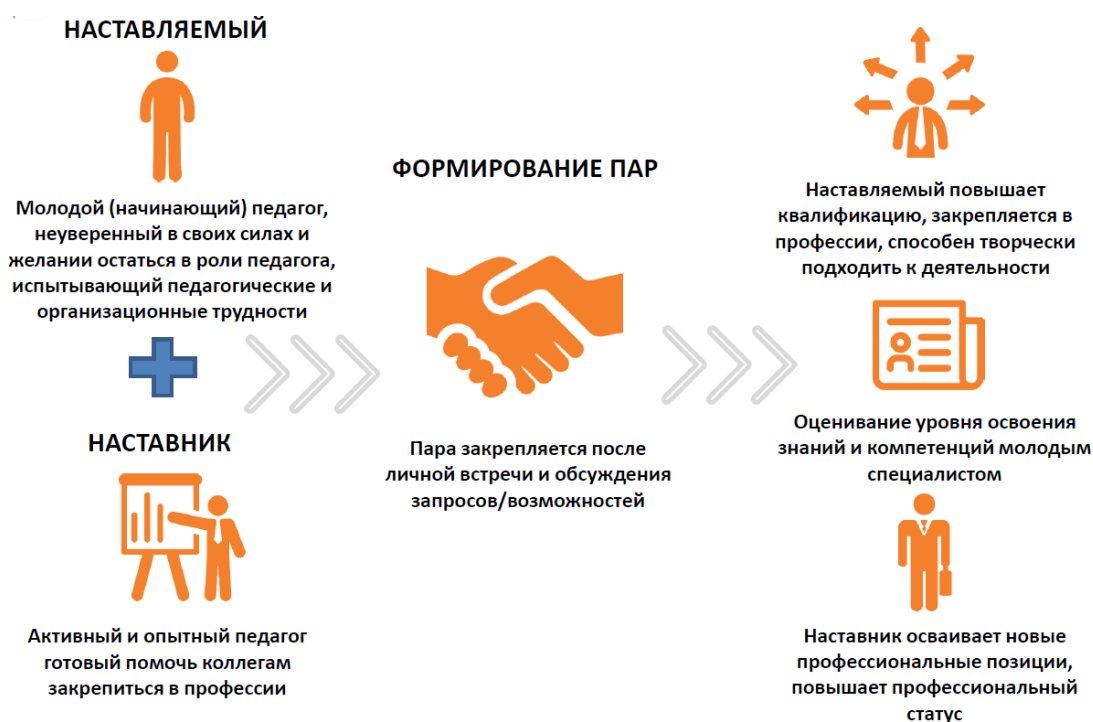 НАСТАВЛЯЕМЫЙ
Молодой (начинающий) педагог,
неуверенный в своих силах и
желании остаться в роли педагога,
испытывающий педагогические и
организационные трудности
НАСТАВНИК
Активный и опытный педагог
готовый помочь коллегам
закрепиться в профессии
ФОРМИРОВАНИЕ ПАР
Пара закрепляется после
личной встречи и обсуждения
запросов/возможностей
Наставляемый повышает
квалификацию, закрепляется в
профессии, способен творчески
подходить к деятельности
Оценивание уровня освоения
знаний и компетенций молодым
специалистом
Наставник осваивает новые
профессиональные позиции,
повышает профессиональный
статус